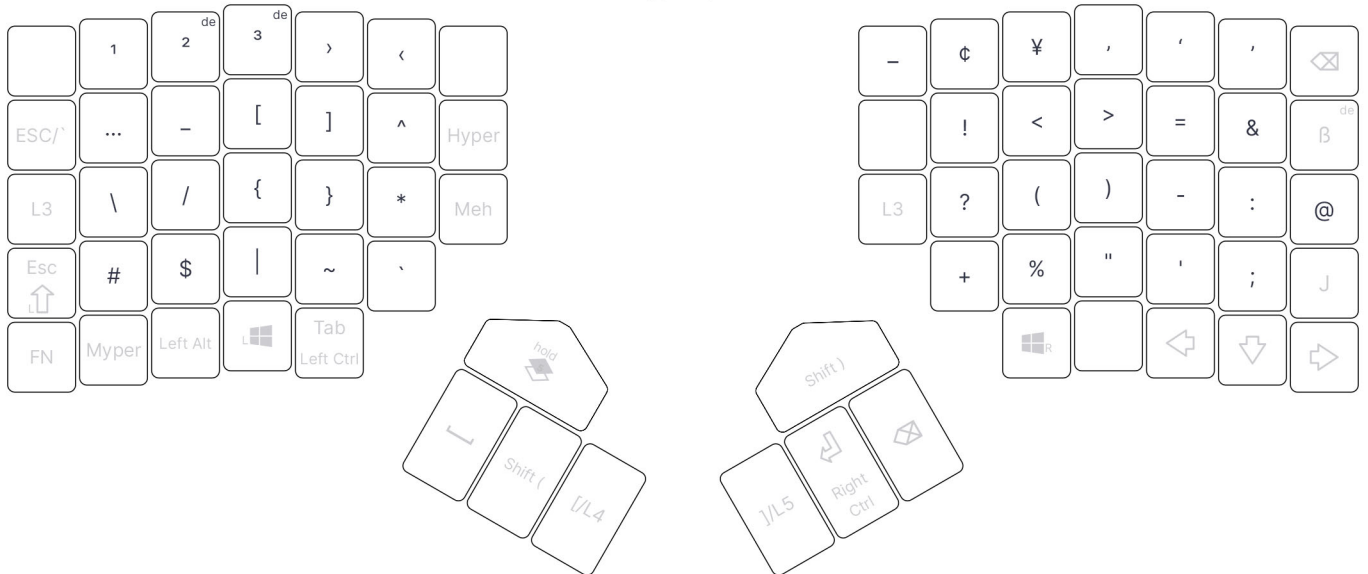 ¹ ² de ³ de › ‹
– ¢ ¥ ‚ ‘ ’
ESC/` … _ [ ] ^ Hyper
! < > = & ß de
L3 \ / { } * Meh
L3 ? ( ) - : @
Esc L # $ | ~ `
+ % " ' ; J
FN Myper Left Alt L Tab
Left Ctrl
R
hold
Shift (
[/L4
Shift )
]/L5
Right
Ctrl